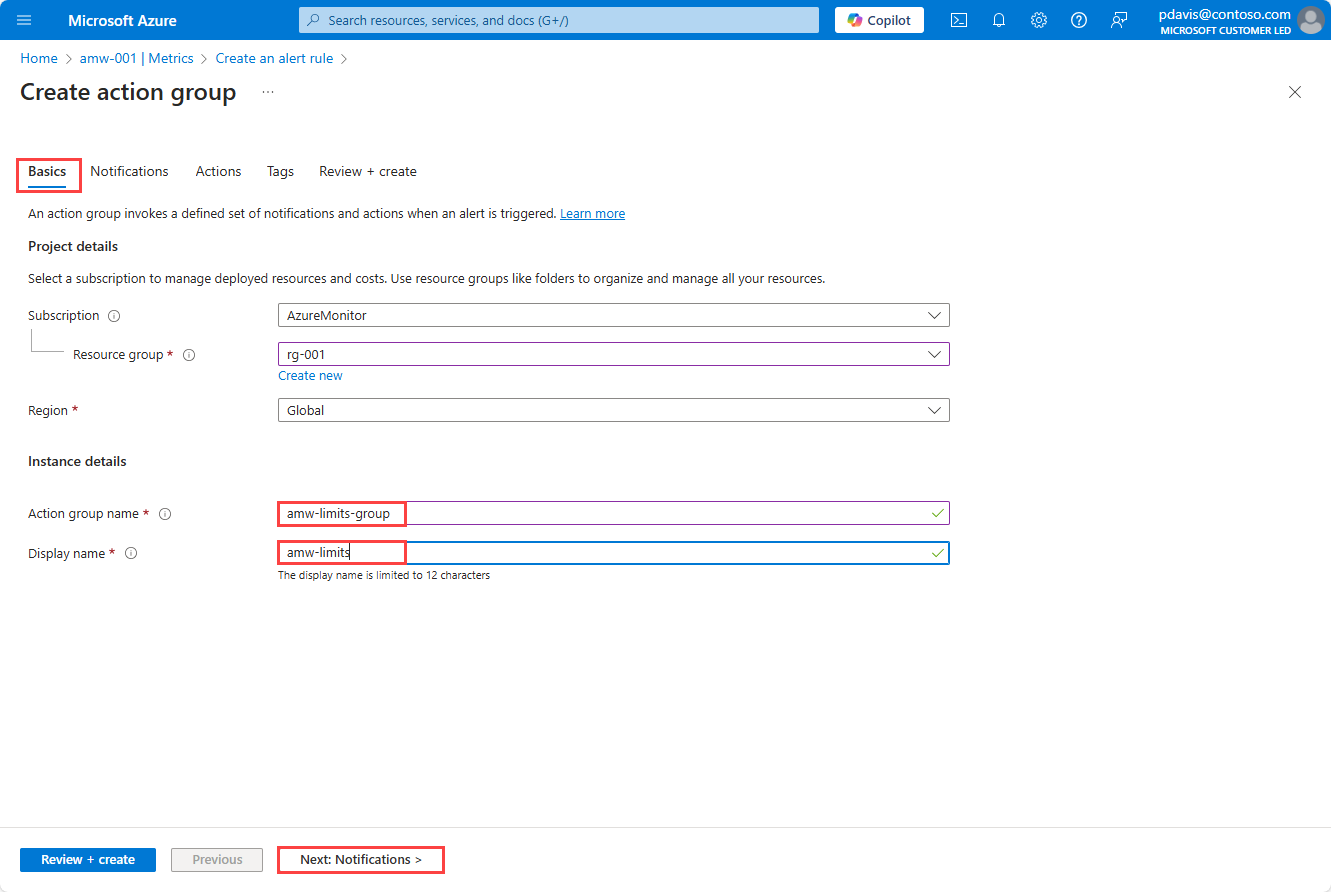 Microsoft Azure
Search resources, services, and docs (G+/)
Copilot
pdavis@contoso.com
MICROSOFT CUSTOMER LED
Home > amw-001 | Metrics > Create an alert rule >
Create action group ...
Basics Notifications Actions Tags Review + create
An action group invokes a defined set of notifications and actions when an alert is triggered. Learn more
Project details
Select a subscription to manage deployed resources and costs. Use resource groups like folders to organize and manage all your resources.
Subscription AzureMonitor
Resource group * rg-001
Create new
Region * Global
Instance details
Action group name * amw-limits-group
Display name * amw-limits
The display name is limited to 12 characters
Review + create Previous Next: Notifications >